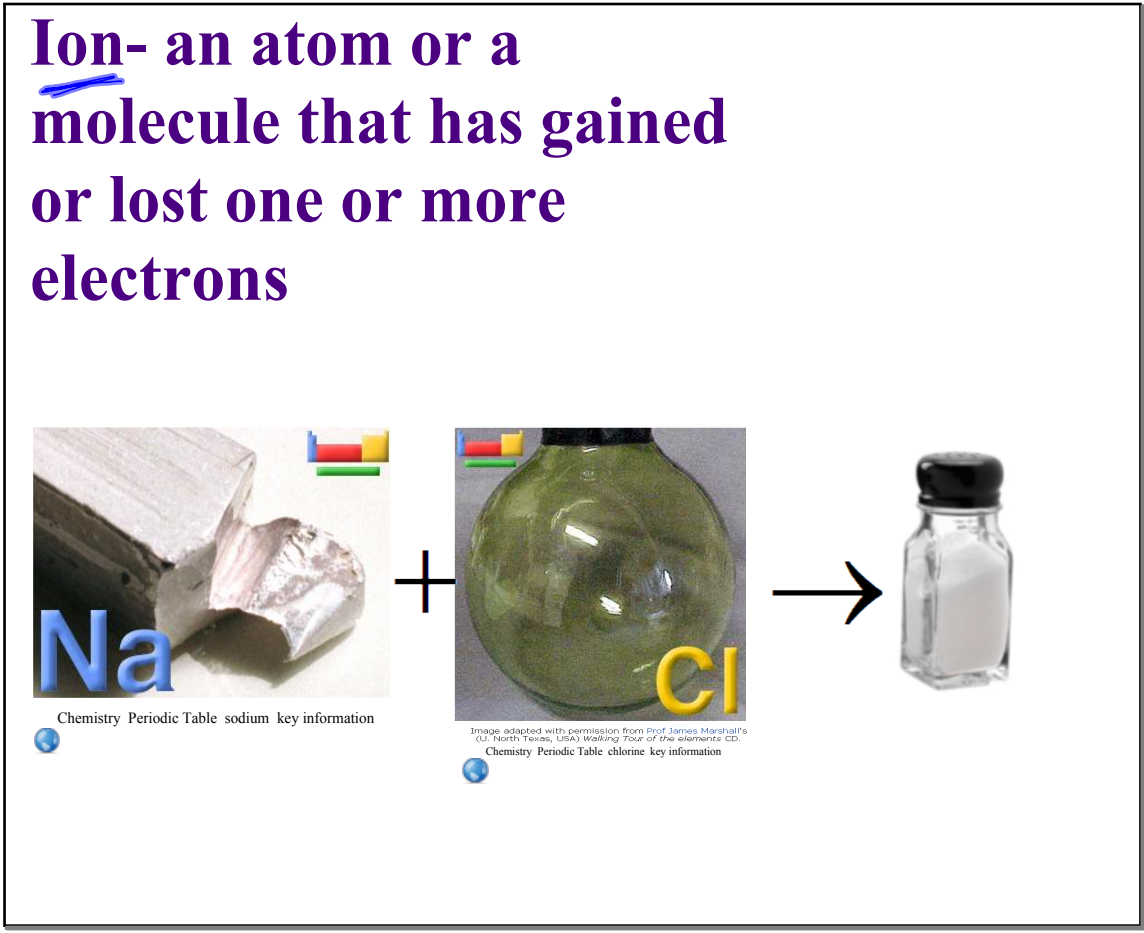 Ion- an atom or a
molecule that has gained
or lost one or more
electrons
Na
+
Cl
→
Chemistry Periodic Table sodium key information
Image adapted with permission from Prof James Marshall's
(U. North Texas, USA) Walking Tour of the elements CD.
Chemistry Periodic Table chlorine key information